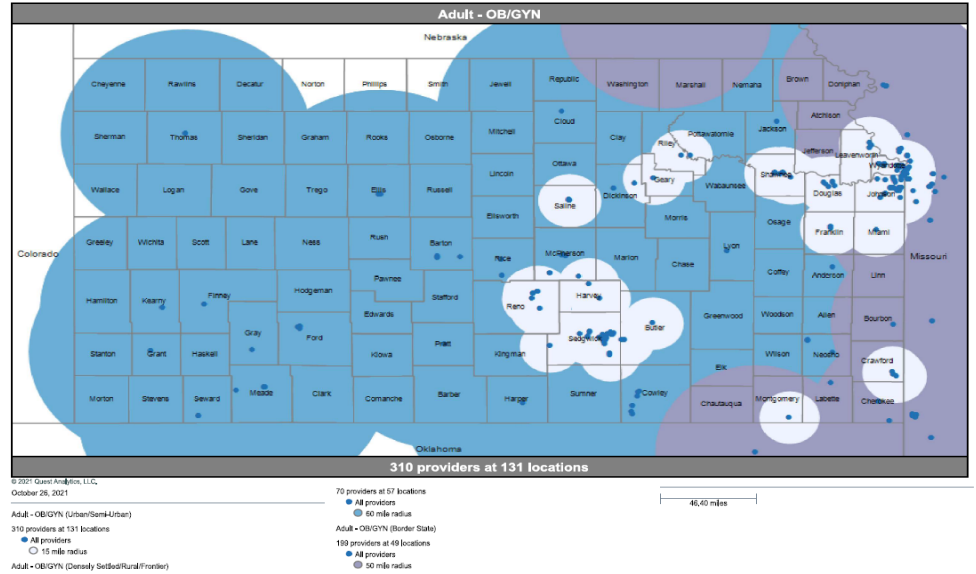 Adult - OB/GYN
Nebraska
Cheyenne Rawlins Decatur Norton Phillips Smith Jewell Republic Washington Marshall Nemaha Brown Doniphan
Atchison
Sherman Thomas Sheridan Graham Rooks Osborne Mitchell Cloud Clay Riley Pottawatomie Jackson Jefferson Leavenworth
Lincoln Ottawa Geary Shawnee Wyandotte
Wallace Logan Gove Trego Ellis Russell Saline Dickinson Wabaunsee Douglas Johnson
Ellsworth Morris Osage Franklin Miami
Greeley Wichita Scott Lane Ness Rush Barton
Colorado
McPherson Marion Chase Lyon Missouri
Rice
Hamilton Kearny Finney Hodgeman Pawnee Stafford Reno Harvey Coffey Anderson Linn
Gray Ford Edwards Butler Greenwood Woodson Allen Bourbon
Stanton Grant Haskell Kiowa Pratt Kingman Sedgwick Elk Wilson Neosho Crawford
Morton Stevens Seward Meade Clark Comanche Barber Harper Sumner Cowley Chautauqua Montgomery Labette Cherokee
Oklahoma
310 providers at 131 locations
© 2021 Quest Analytics, LLC.
October 26, 2021
Adult - OB/GYN (Urban/Semi-Urban)
310 providers at 131 locations
All providers
15 mile radius
Adult - OB/GYN (Densely Settled/Rural/Frontier)
70 providers at 57 locations
All providers
60 mile radius
Adult - OB/GYN (Border State)
199 providers at 49 locations
All providers
50 mile radius
46.40 miles